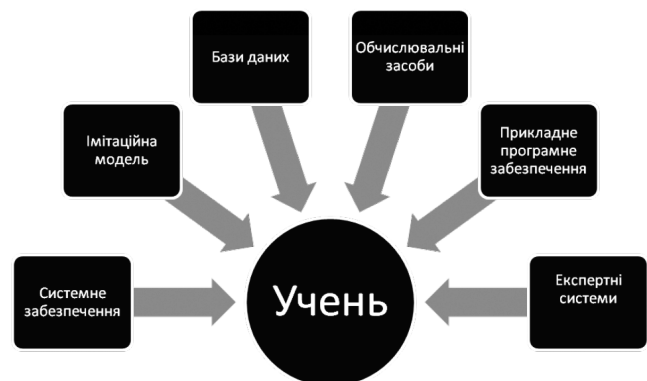 Бази даних
Обчислювальні
засоби
Імітаційна
модель
Прикладне
програмне
забезпечення
Системне
забезпечення
Учень
Експертні
системи